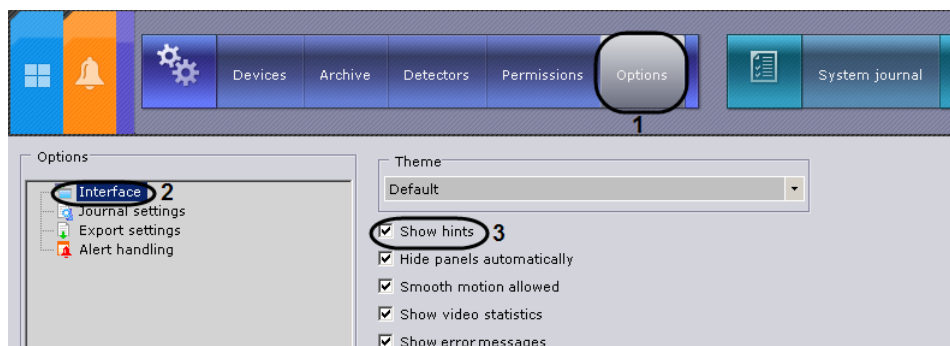 Devices Archive Detectors Permissions Options System journal
1
Options
Interface 2
Journal settings
Export settings
Alert handling
Theme
Default
Show hints 3
Hide panels automatically
Smooth motion allowed
Show video statistics
Show error messages